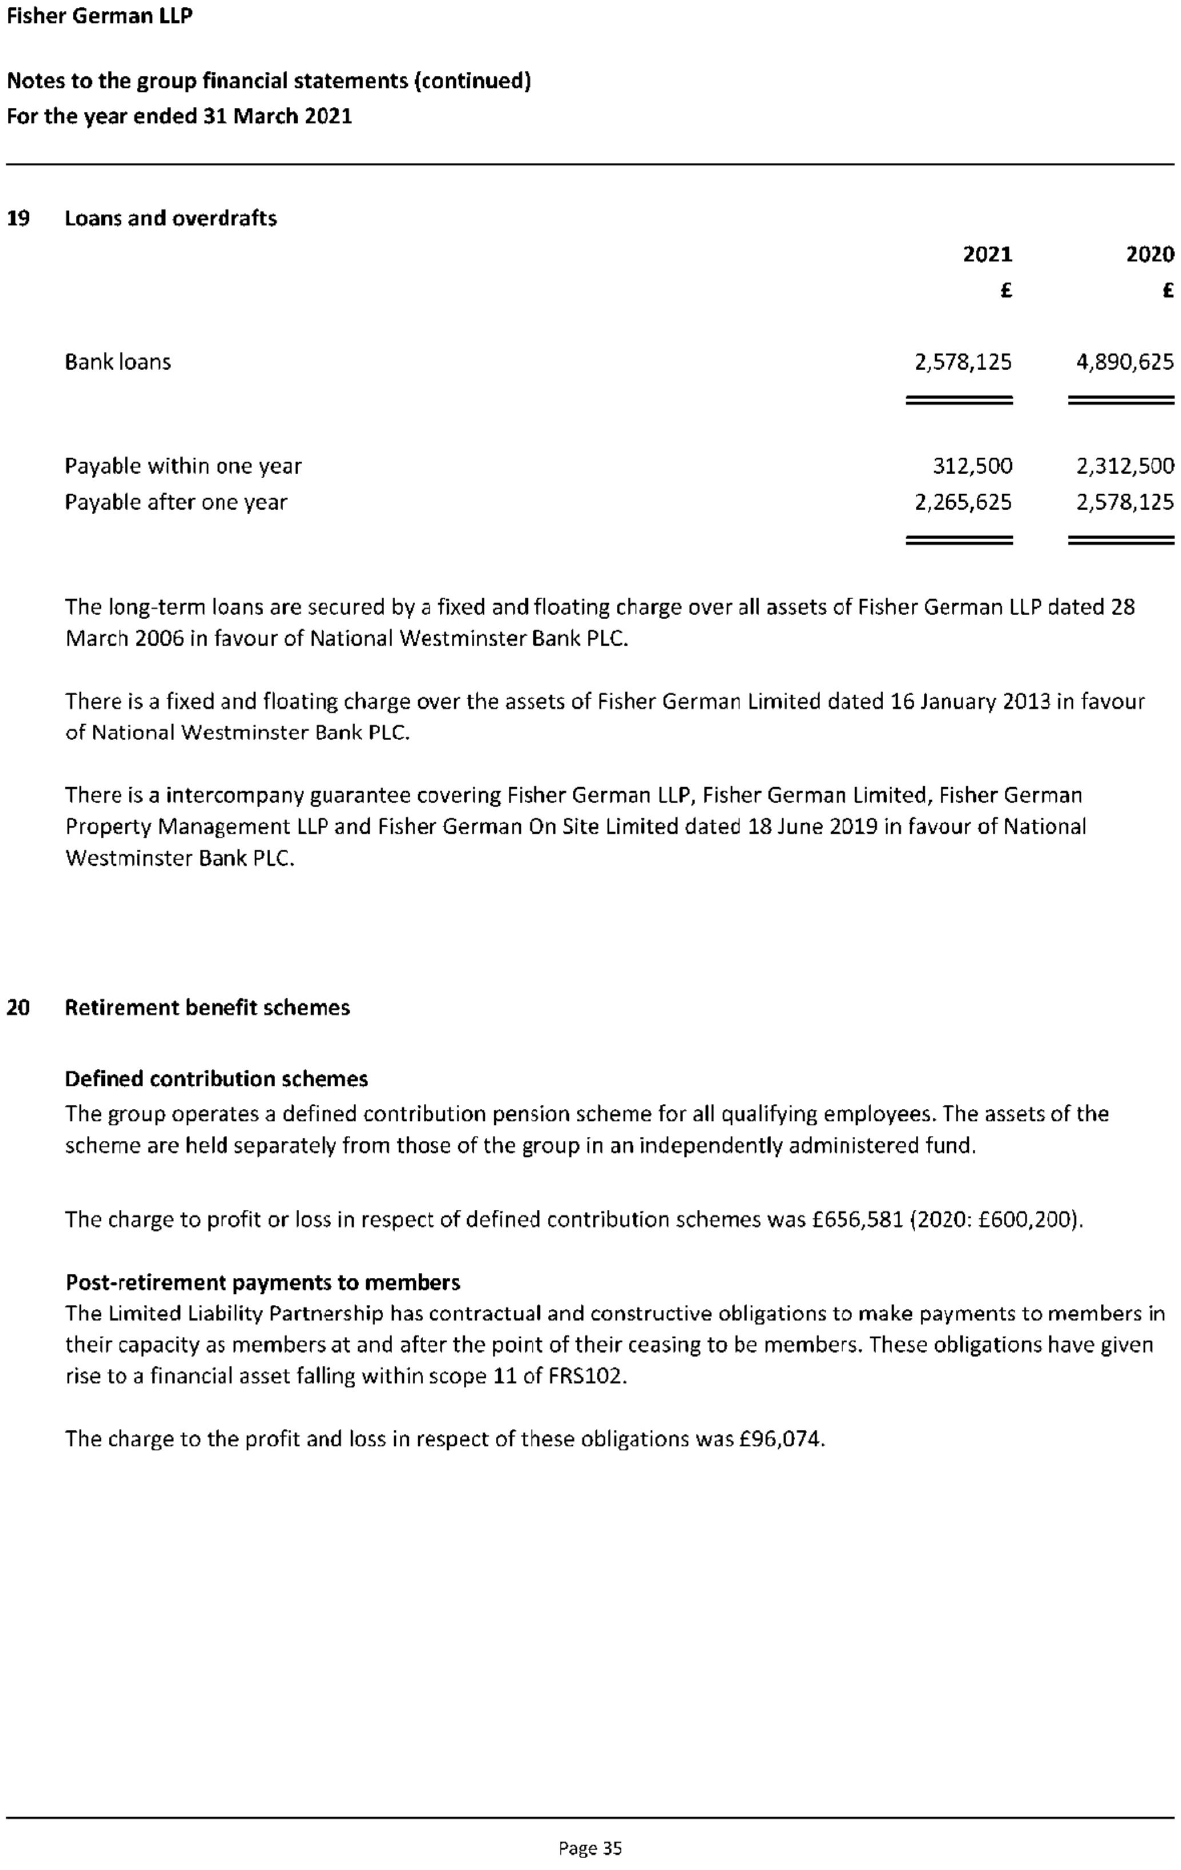 Fisher German LLP
Notes to the group financial statements (continued)
For the year ended 31 March 2021
19 Loans and overdrafts
2021 2020
£ £
Bank loans 2,578,125 4,890,625
Payable within one year 312,500 2,312,500
Payable after one year 2,265,625 2,578,125
The long-term loans are secured by a fixed and floating charge over all assets of Fisher German LLP dated 28
March 2006 in favour of National Westminster Bank PLC.
There is a fixed and floating charge over the assets of Fisher German Limited dated 16 January 2013 in favour
of National Westminster Bank PLC.
There is a intercompany guarantee covering Fisher German LLP, Fisher German Limited, Fisher German
Property Management LLP and Fisher German On Site Limited dated 18 June 2019 in favour of National
Westminster Bank PLC.
20 Retirement benefit schemes
Defined contribution schemes
The group operates a defined contribution pension scheme for all qualifying employees. The assets of the
scheme are held separately from those of the group in an independently administered fund.
The charge to profit or loss in respect of defined contribution schemes was £656,581 (2020: £600,200).
Post-retirement payments to members
The Limited Liability Partnership has contractual and constructive obligations to make payments to members in
their capacity as members at and after the point of their ceasing to be members. These obligations have given
rise to a financial asset falling within scope 11 of FRS102.
The charge to the profit and loss in respect of these obligations was £96,074.
Page 35